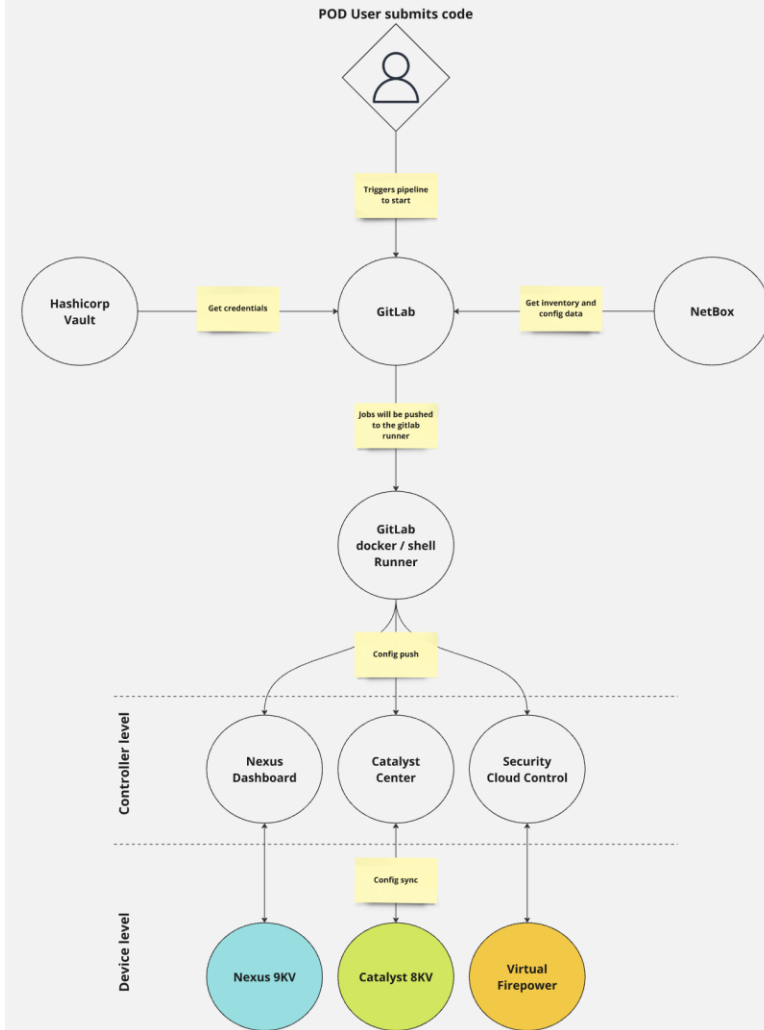 POD User submits code
Triggers pipeline
to start
Hashicorp
Vault
Get credentials
GitLab
Get inventory and
config data
NetBox
Jobs will be pushed
to the gitlab
runner
GitLab
docker / shell
Runner
Config push
Controller level
Nexus
Dashboard
Catalyst
Center
Security
Cloud Control
Config sync
Device level
Nexus 9KV
Catalyst 8KV
Virtual
Firepower